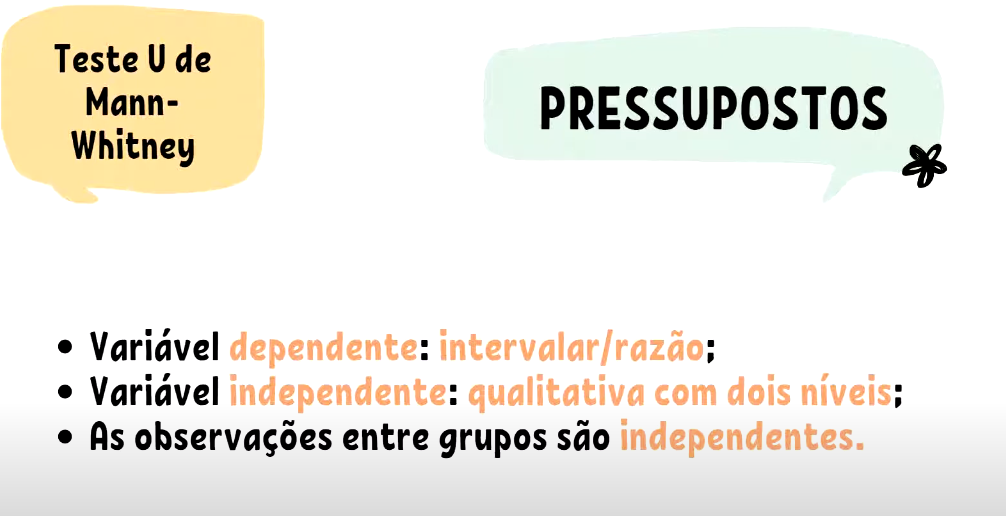 Teste U de
Mann-
Whitney
PRESSUPOSTOS
• Variável dependente: intervalar/razão;
• Variável independente: qualitativa com dois níveis;
• As observações entre grupos são independentes.